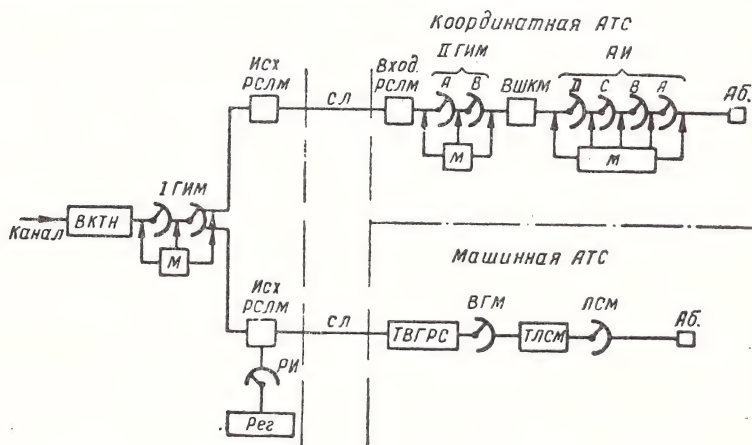 Координатная АТС
II ГИМ
АИ
Исх
РСЛМ
СЛ
Вход.
РСЛМ
А В
ВШКМ
D С В А
Аб.
М
М
I ГИМ
Канал
ВКТН
М
Машинная АТС
Исх
РСЛМ
СЛ
ТВГРС
ВГМ
ТЛСМ
ЛСМ
Аб.
РИ
Рег